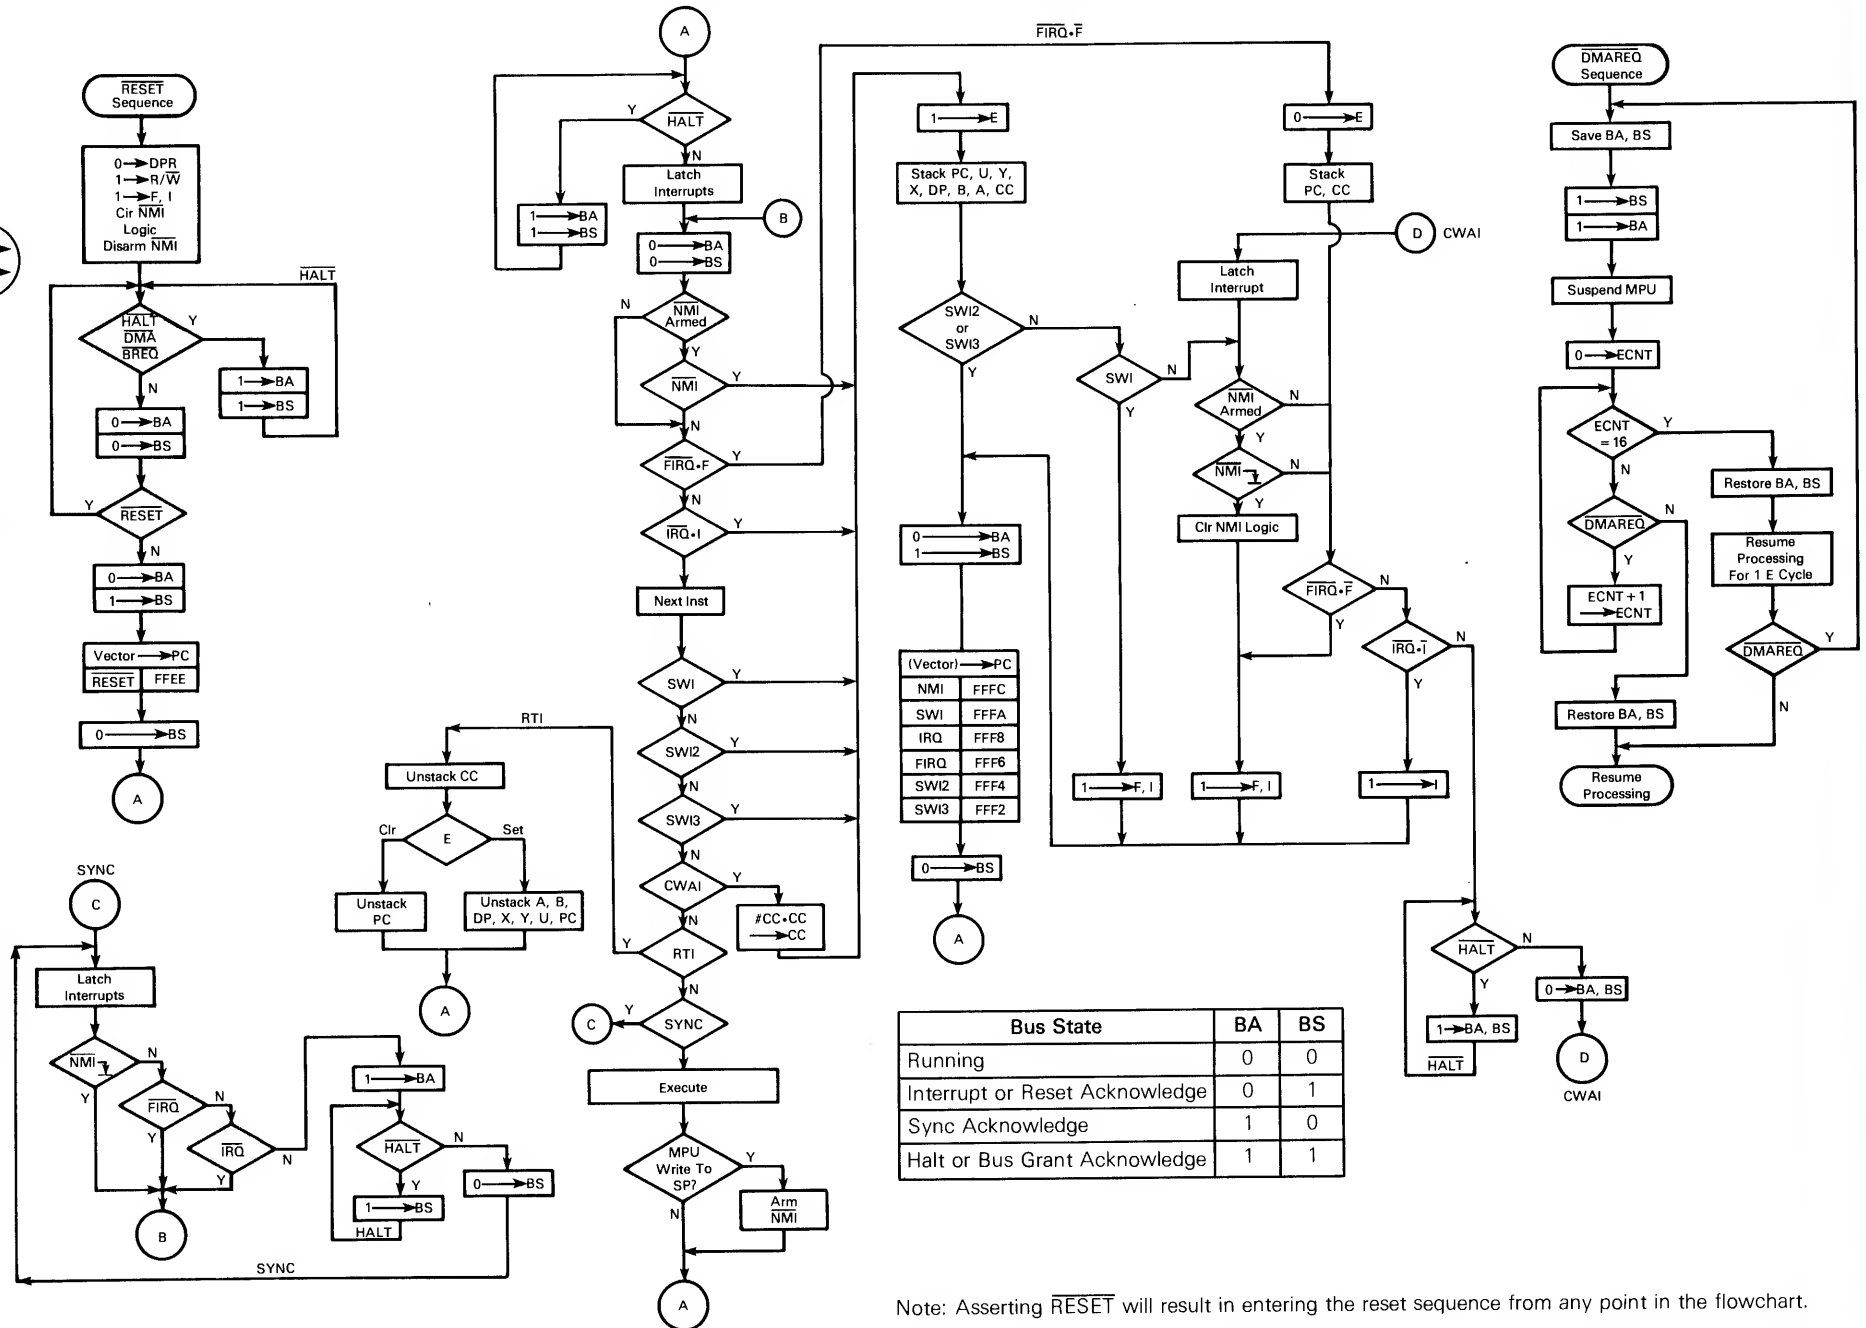 RESET
Sequence
0→DPR
1→R/W̅
1→F, I
Clr NMI
Logic
Disarm NMI
HALT
HALT
DMA
BREQ
Y
N
1→BA
1→BS
0→BA
0→BS
RESET
Y
N
0→BA
1→BS
Vector→PC
RESET FFEE
0→BS
A
SYNC
C
Latch
Interrupts
NMI
N
Y
FIRQ
N
Y
IRQ
N
Y
B
1→BA
HALT
N
Y
1→BS
HALT
0→BS
SYNC
RTI
Unstack CC
E
Clr
Set
Unstack
PC
Unstack A, B,
DP, X, Y, U, PC
A
A
HALT
Y
N
1→BA
1→BS
Latch
Interrupts
B
0→BA
0→BS
NMI
Armed
N
Y
NMI
Y
N
FIRQ•F
Y
N
IRQ•I
Y
Next Inst
SWI
Y
N
SWI2
Y
N
SWI3
Y
N
CWAI
Y
N
#CC•CC
→CC
RTI
Y
N
SYNC
Y
C
Execute
MPU
Write To
SP?
Y
N
Arm
NMI
A
FIRQ•F̅
1→E
Stack PC, U, Y,
X, DP, B, A, CC
SWI2
or
SWI3
N
Y
SWI
N
Y
0→BA
1→BS
(Vector)→PC
NMI FFFC
SWI FFFA
IRQ FFF8
FIRQ FFF6
SWI2 FFF4
SWI3 FFF2
0→BS
A
0→E
Stack
PC, CC
D CWAI
Latch
Interrupt
NMI
Armed
N
Y
NMI
N
Y
Clr NMI Logic
FIRQ•F̅
N
Y
IRQ•I̅
N
Y
1→F, I
1→F, I
1→I
HALT
N
Y
1→BA, BS
HALT
0→BA, BS
D
CWAI
DMAREQ
Sequence
Save BA, BS
1→BS
1→BA
Suspend MPU
0→ECNT
ECNT
= 16
Y
N
DMAREQ
N
Y
ECNT + 1
→ECNT
Restore BA, BS
Resume
Processing
For 1 E Cycle
DMAREQ
Y
N
Restore BA, BS
Resume
Processing
Bus State BA BS
Running 0 0
Interrupt or Reset Acknowledge 0 1
Sync Acknowledge 1 0
Halt or Bus Grant Acknowledge 1 1
Note: Asserting RESET will result in entering the reset sequence from any point in the flowchart.